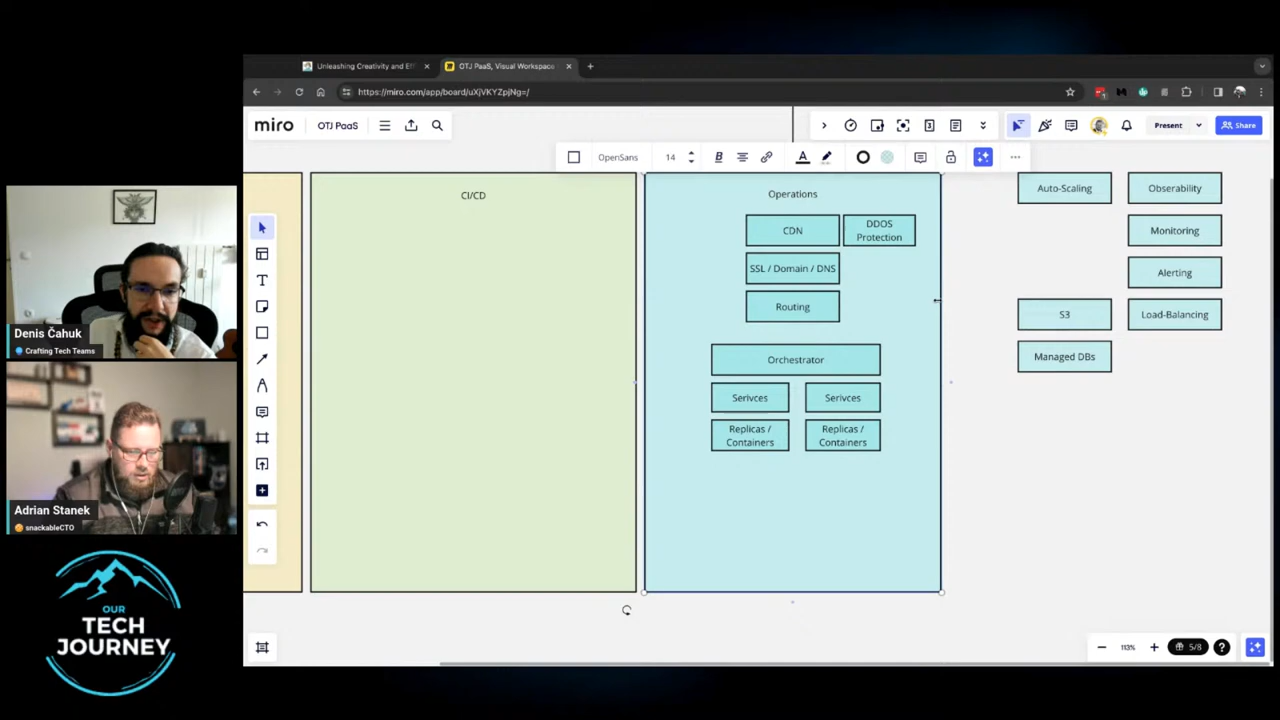 Unleashing Creativity and Eff
OTJ PaaS, Visual Workspace
https://miro.com/app/board/uXjVKYZpjNg=/
miro
OTJ PaaS
Present
Share
OpenSans
14
B
A
CI/CD
Operations
CDN
DDOS
Protection
SSL / Domain / DNS
Routing
Orchestrator
Serivces
Serivces
Replicas /
Containers
Replicas /
Containers
Auto-Scaling
Obserability
Monitoring
Alerting
S3
Load-Balancing
Managed DBs
T
113%
5/8
?
Denis Čahuk
Crafting Tech Teams
Adrian Stanek
snackableCTO
OUR
TECH
JOURNEY